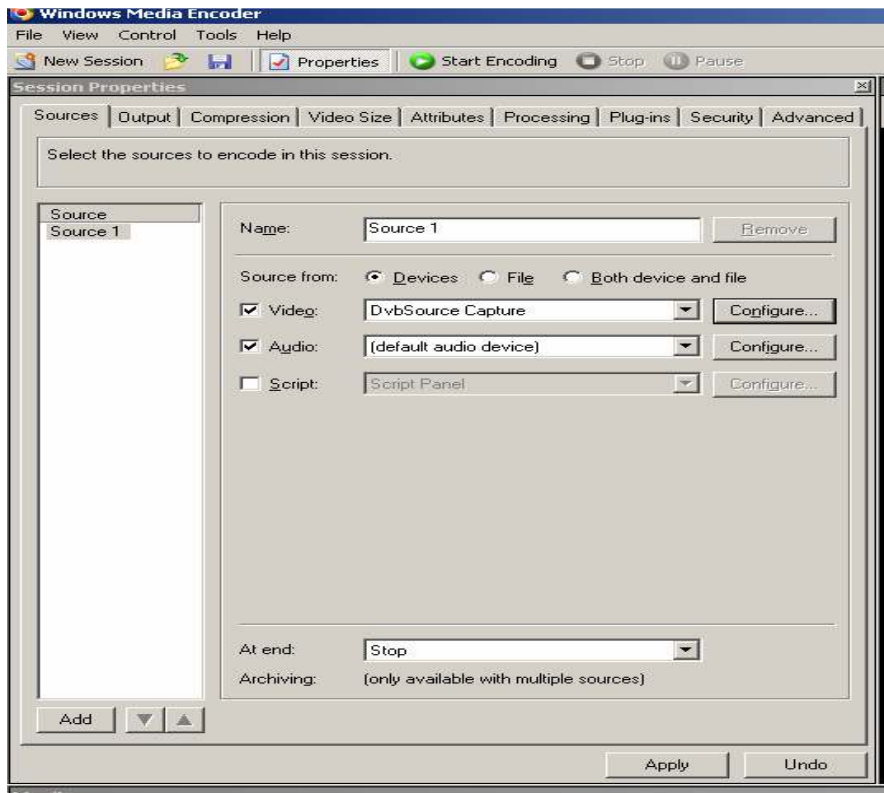 Windows Media Encoder
File View Control Tools Help
New Session Properties Start Encoding Stop Pause
Session Properties
Sources Output Compression Video Size Attributes Processing Plug-ins Security Advanced
Select the sources to encode in this session.
Source
Source 1
Name: Source 1 Remove
Source from: Devices File Both device and file
Video: DvbSource Capture Configure...
Audio: (default audio device) Configure...
Script: Script Panel Configure...
At end: Stop
Archiving: (only available with multiple sources)
Add
Apply Undo